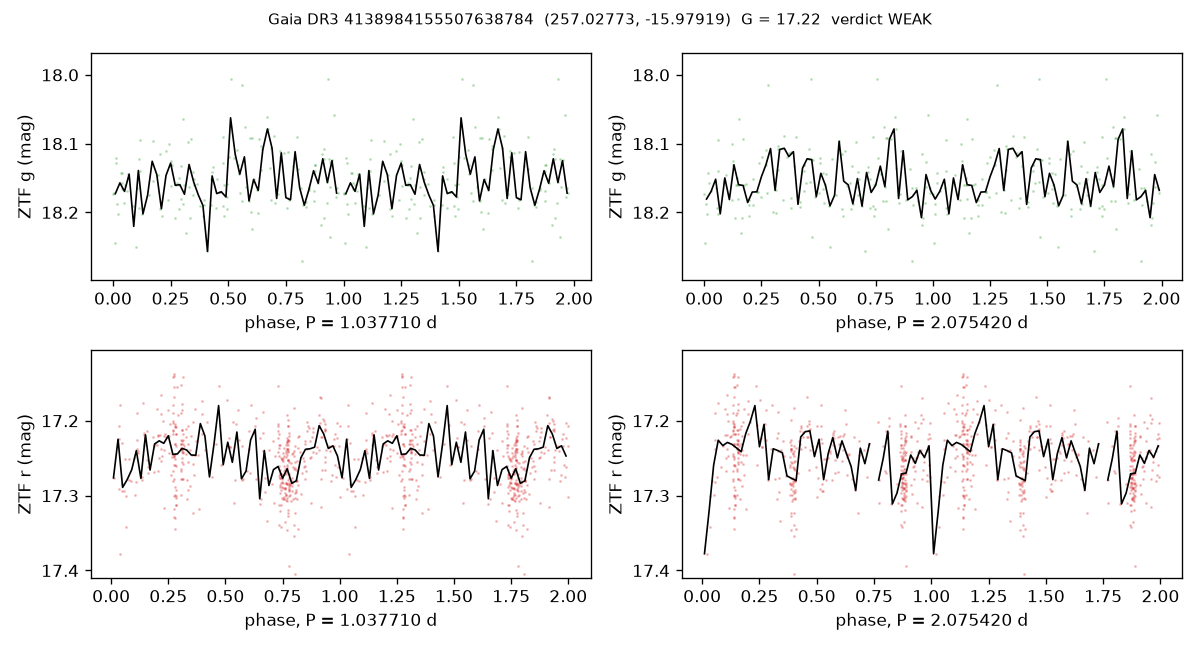 Gaia DR3 4138984155507638784  (257.02773, -15.97919)  G = 17.22  verdict WEAK
ZTF g (mag)
18.0
18.1
18.2
0.00 0.25 0.50 0.75 1.00 1.25 1.50 1.75 2.00
phase, P = 1.037710 d
ZTF g (mag)
18.0
18.1
18.2
0.00 0.25 0.50 0.75 1.00 1.25 1.50 1.75 2.00
phase, P = 2.075420 d
ZTF r (mag)
17.2
17.3
17.4
0.00 0.25 0.50 0.75 1.00 1.25 1.50 1.75 2.00
phase, P = 1.037710 d
ZTF r (mag)
17.2
17.3
17.4
0.00 0.25 0.50 0.75 1.00 1.25 1.50 1.75 2.00
phase, P = 2.075420 d